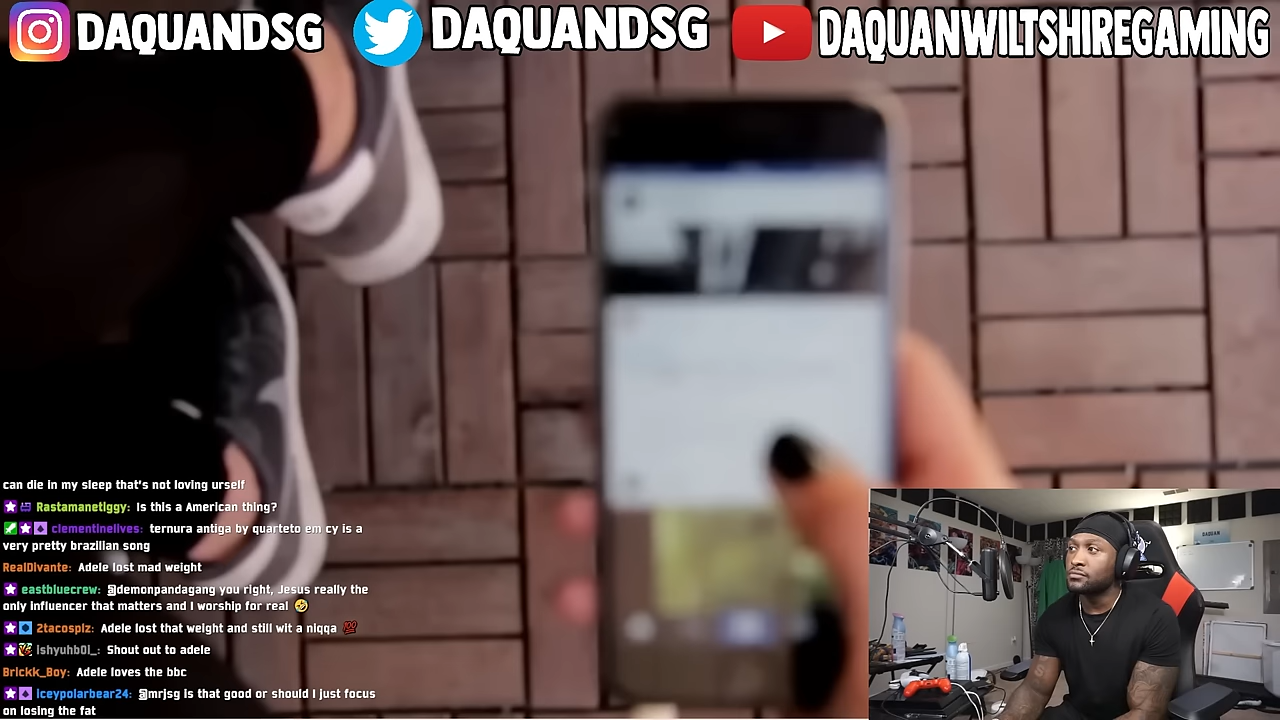 DAQUANDSG
DAQUANDSG
DAQUANWILTSHIREGAMING
can die in my sleep that's not loving urself
Rastamanetiggy: Is this a American thing?
clementinelives: ternura antiga by quarteto em cy is a
very pretty brazilian song
RealDivante: Adele lost mad weight
eastbluecrew: @demonpandagang you right, Jesus really the
only influencer that matters and I worship for real 🤣
2tacosplz: Adele lost that weight and still wit a niqqa 💯
ishyuhb0i_: Shout out to adele
Brickk_Boy: Adele loves the bbc
iceypolarbear24: @mrjsg is that good or should I just focus
on losing the fat